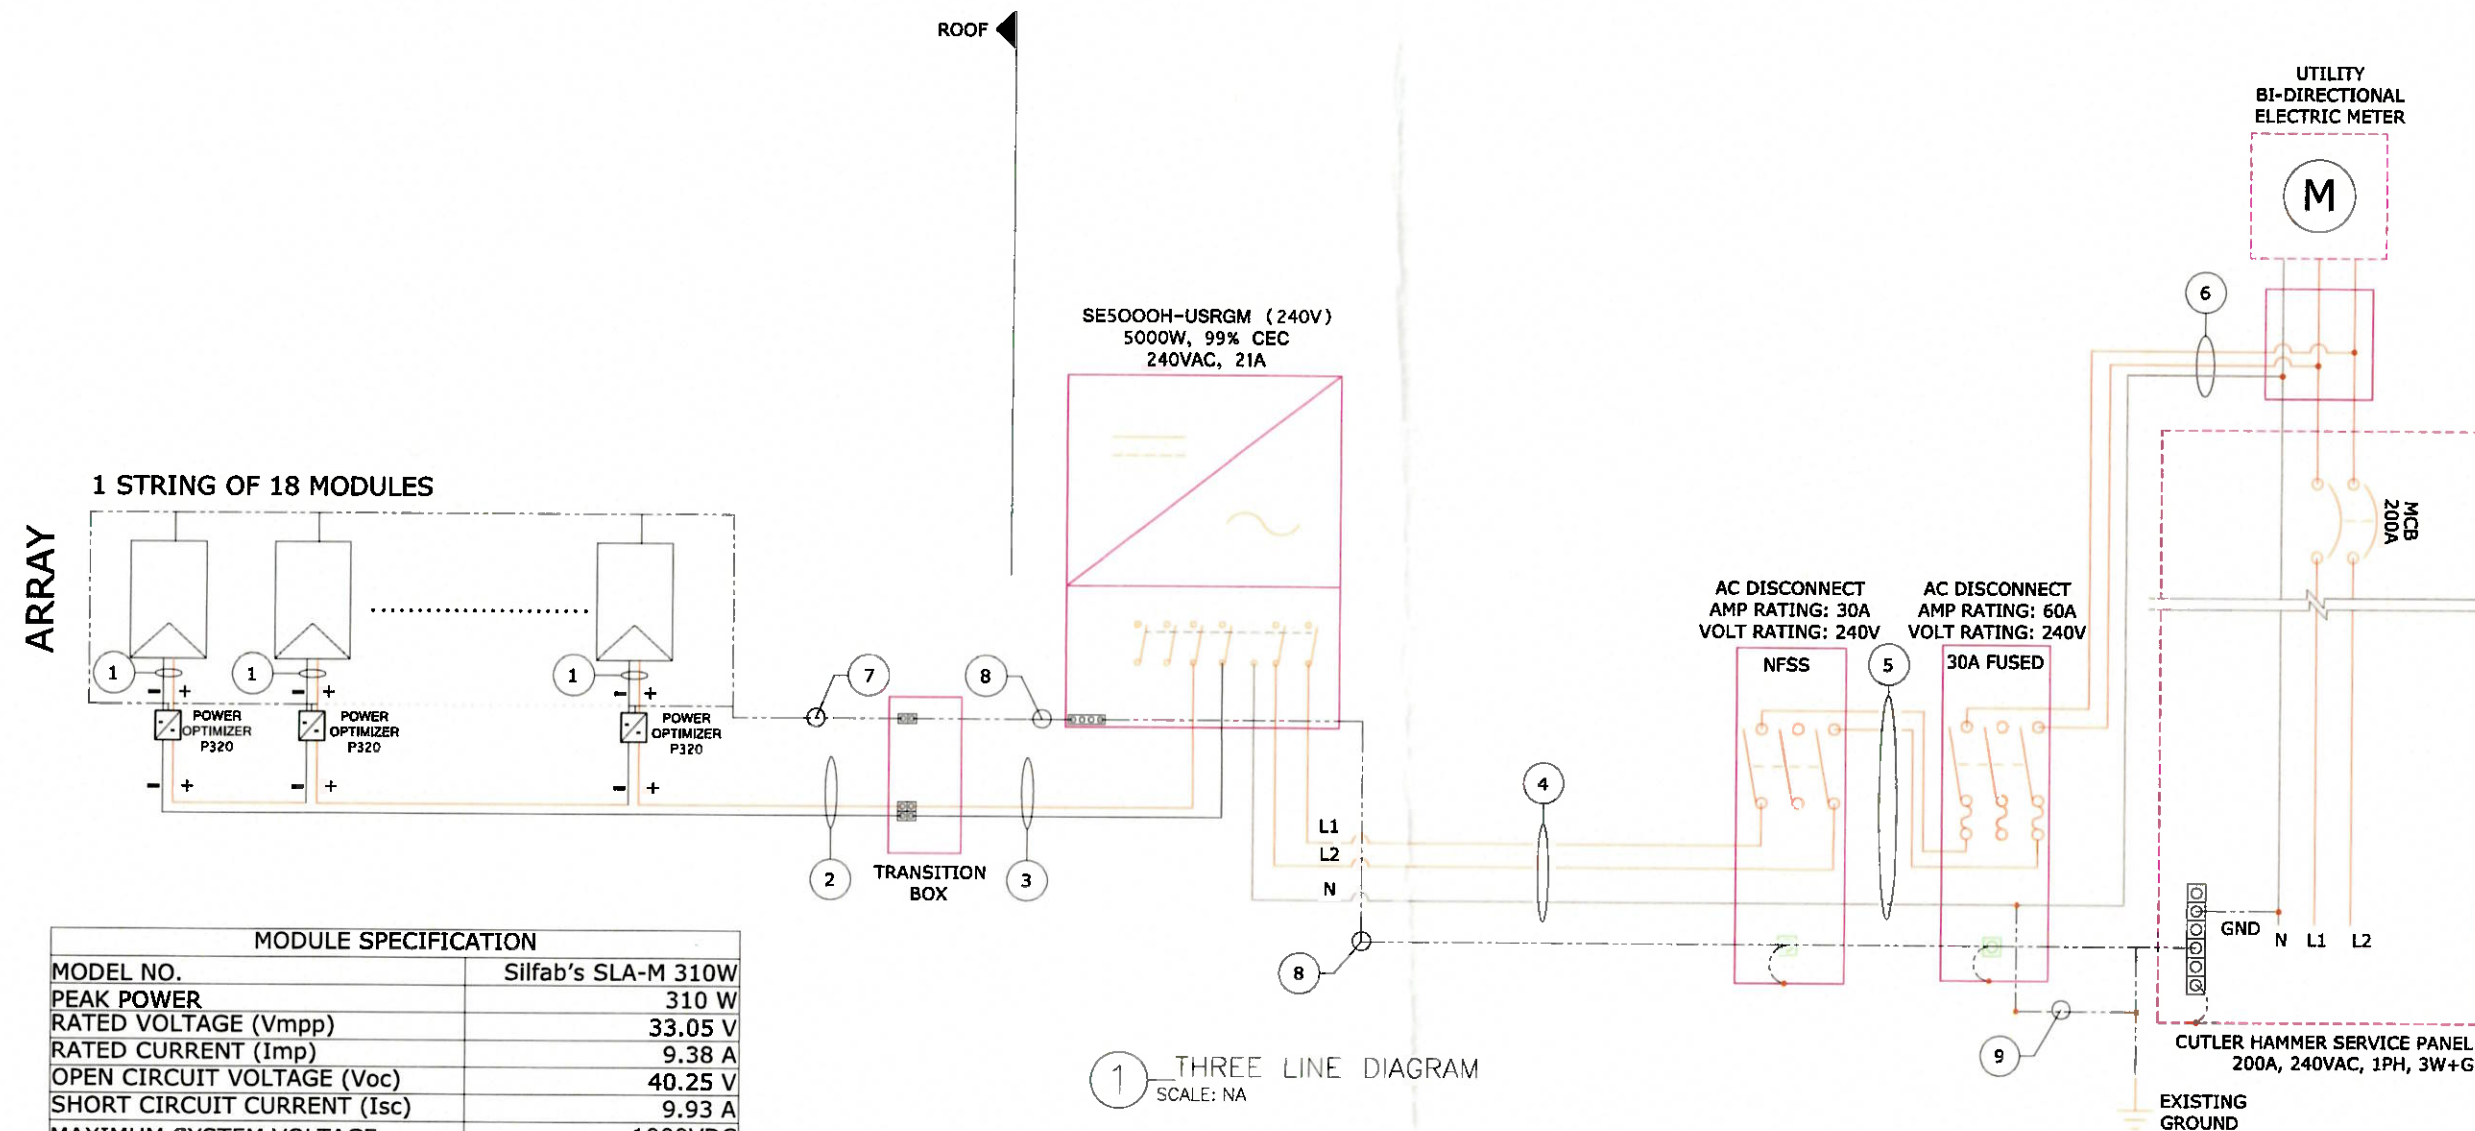 ROOF
UTILITY
BI-DIRECTIONAL
ELECTRIC METER
M
6
SE5000H-USRGM (240V)
5000W, 99% CEC
240VAC, 21A
1 STRING OF 18 MODULES
ARRAY
MCB
200A
AC DISCONNECT
AMP RATING: 30A
VOLT RATING: 240V
NFSS
AC DISCONNECT
AMP RATING: 60A
VOLT RATING: 240V
30A FUSED
5
1
1
1
7
8
- +
- +
- +
POWER
OPTIMIZER
P320
POWER
OPTIMIZER
P320
POWER
OPTIMIZER
P320
- +
- +
- +
4
L1
L2
N
2
TRANSITION
BOX
3
GND
N L1 L2
8
9
MODULE SPECIFICATION
MODEL NO. Silfab's SLA-M 310W
PEAK POWER 310 W
RATED VOLTAGE (Vmpp) 33.05 V
RATED CURRENT (Imp) 9.38 A
OPEN CIRCUIT VOLTAGE (Voc) 40.25 V
SHORT CIRCUIT CURRENT (Isc) 9.93 A
MAXIMUM SYSTEM VOLTAGE 1000VDC
1 THREE LINE DIAGRAM
SCALE: NA
CUTLER HAMMER SERVICE PANEL
200A, 240VAC, 1PH, 3W+G
EXISTING
GROUND